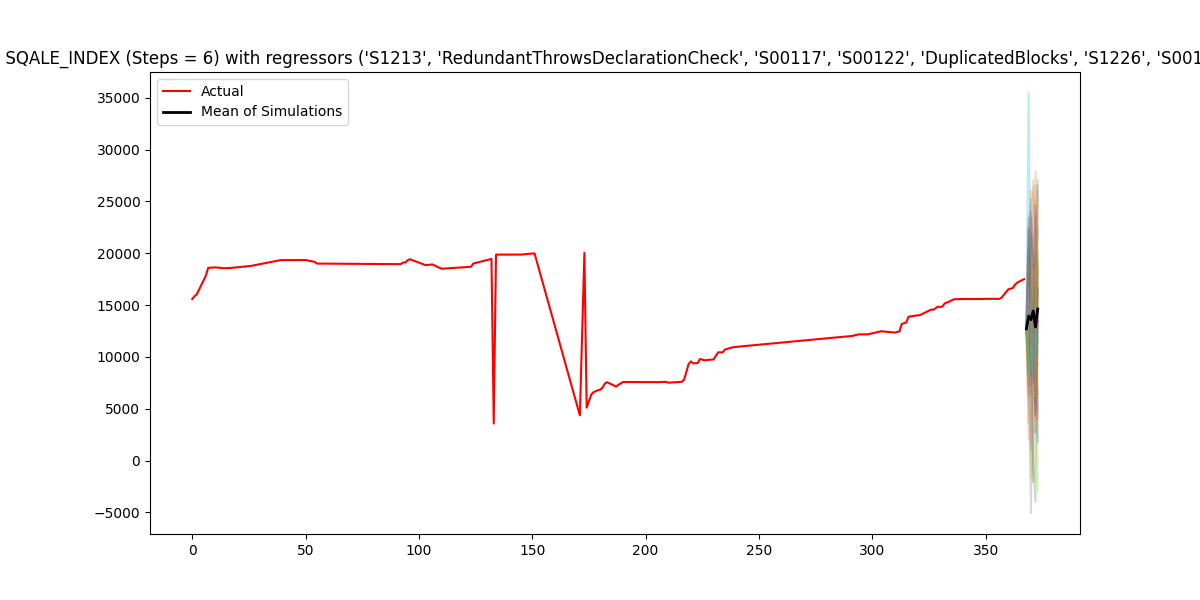 SQALE_INDEX (Steps = 6) with regressors ('S1213', 'RedundantThrowsDeclarationCheck', 'S00117', 'S00122', 'DuplicatedBlocks', 'S1226', 'S001
Actual
Mean of Simulations
35000
30000
25000
20000
15000
10000
5000
0
−5000
0 50 100 150 200 250 300 350